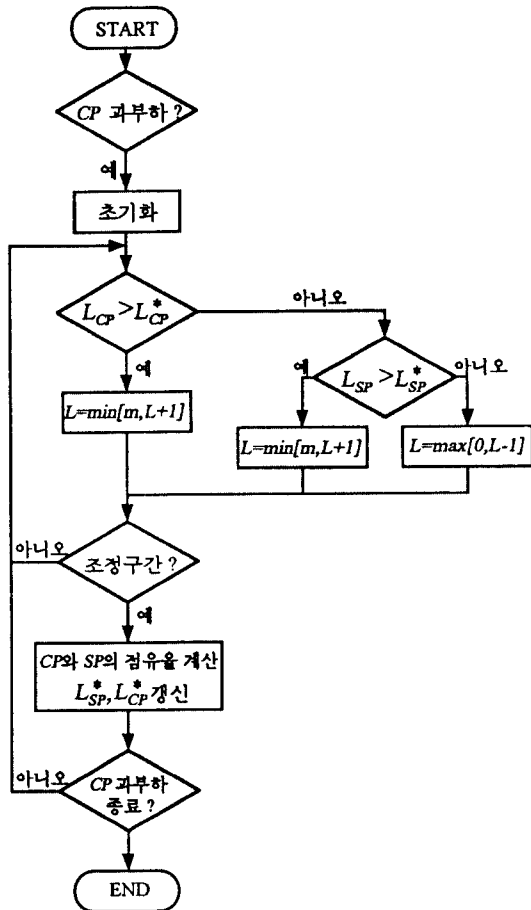 START
CP 과부하 ?
예
초기화
L_CP > L*_CP
아니오
예
L_SP > L*_SP
예
아니오
L=min[m,L+1]
L=min[m,L+1]
L=max[0,L-1]
조정구간 ?
아니오
예
CP와 SP의 점유율 계산
L*_SP, L*_CP 갱신
아니오
CP 과부하
종료 ?
END